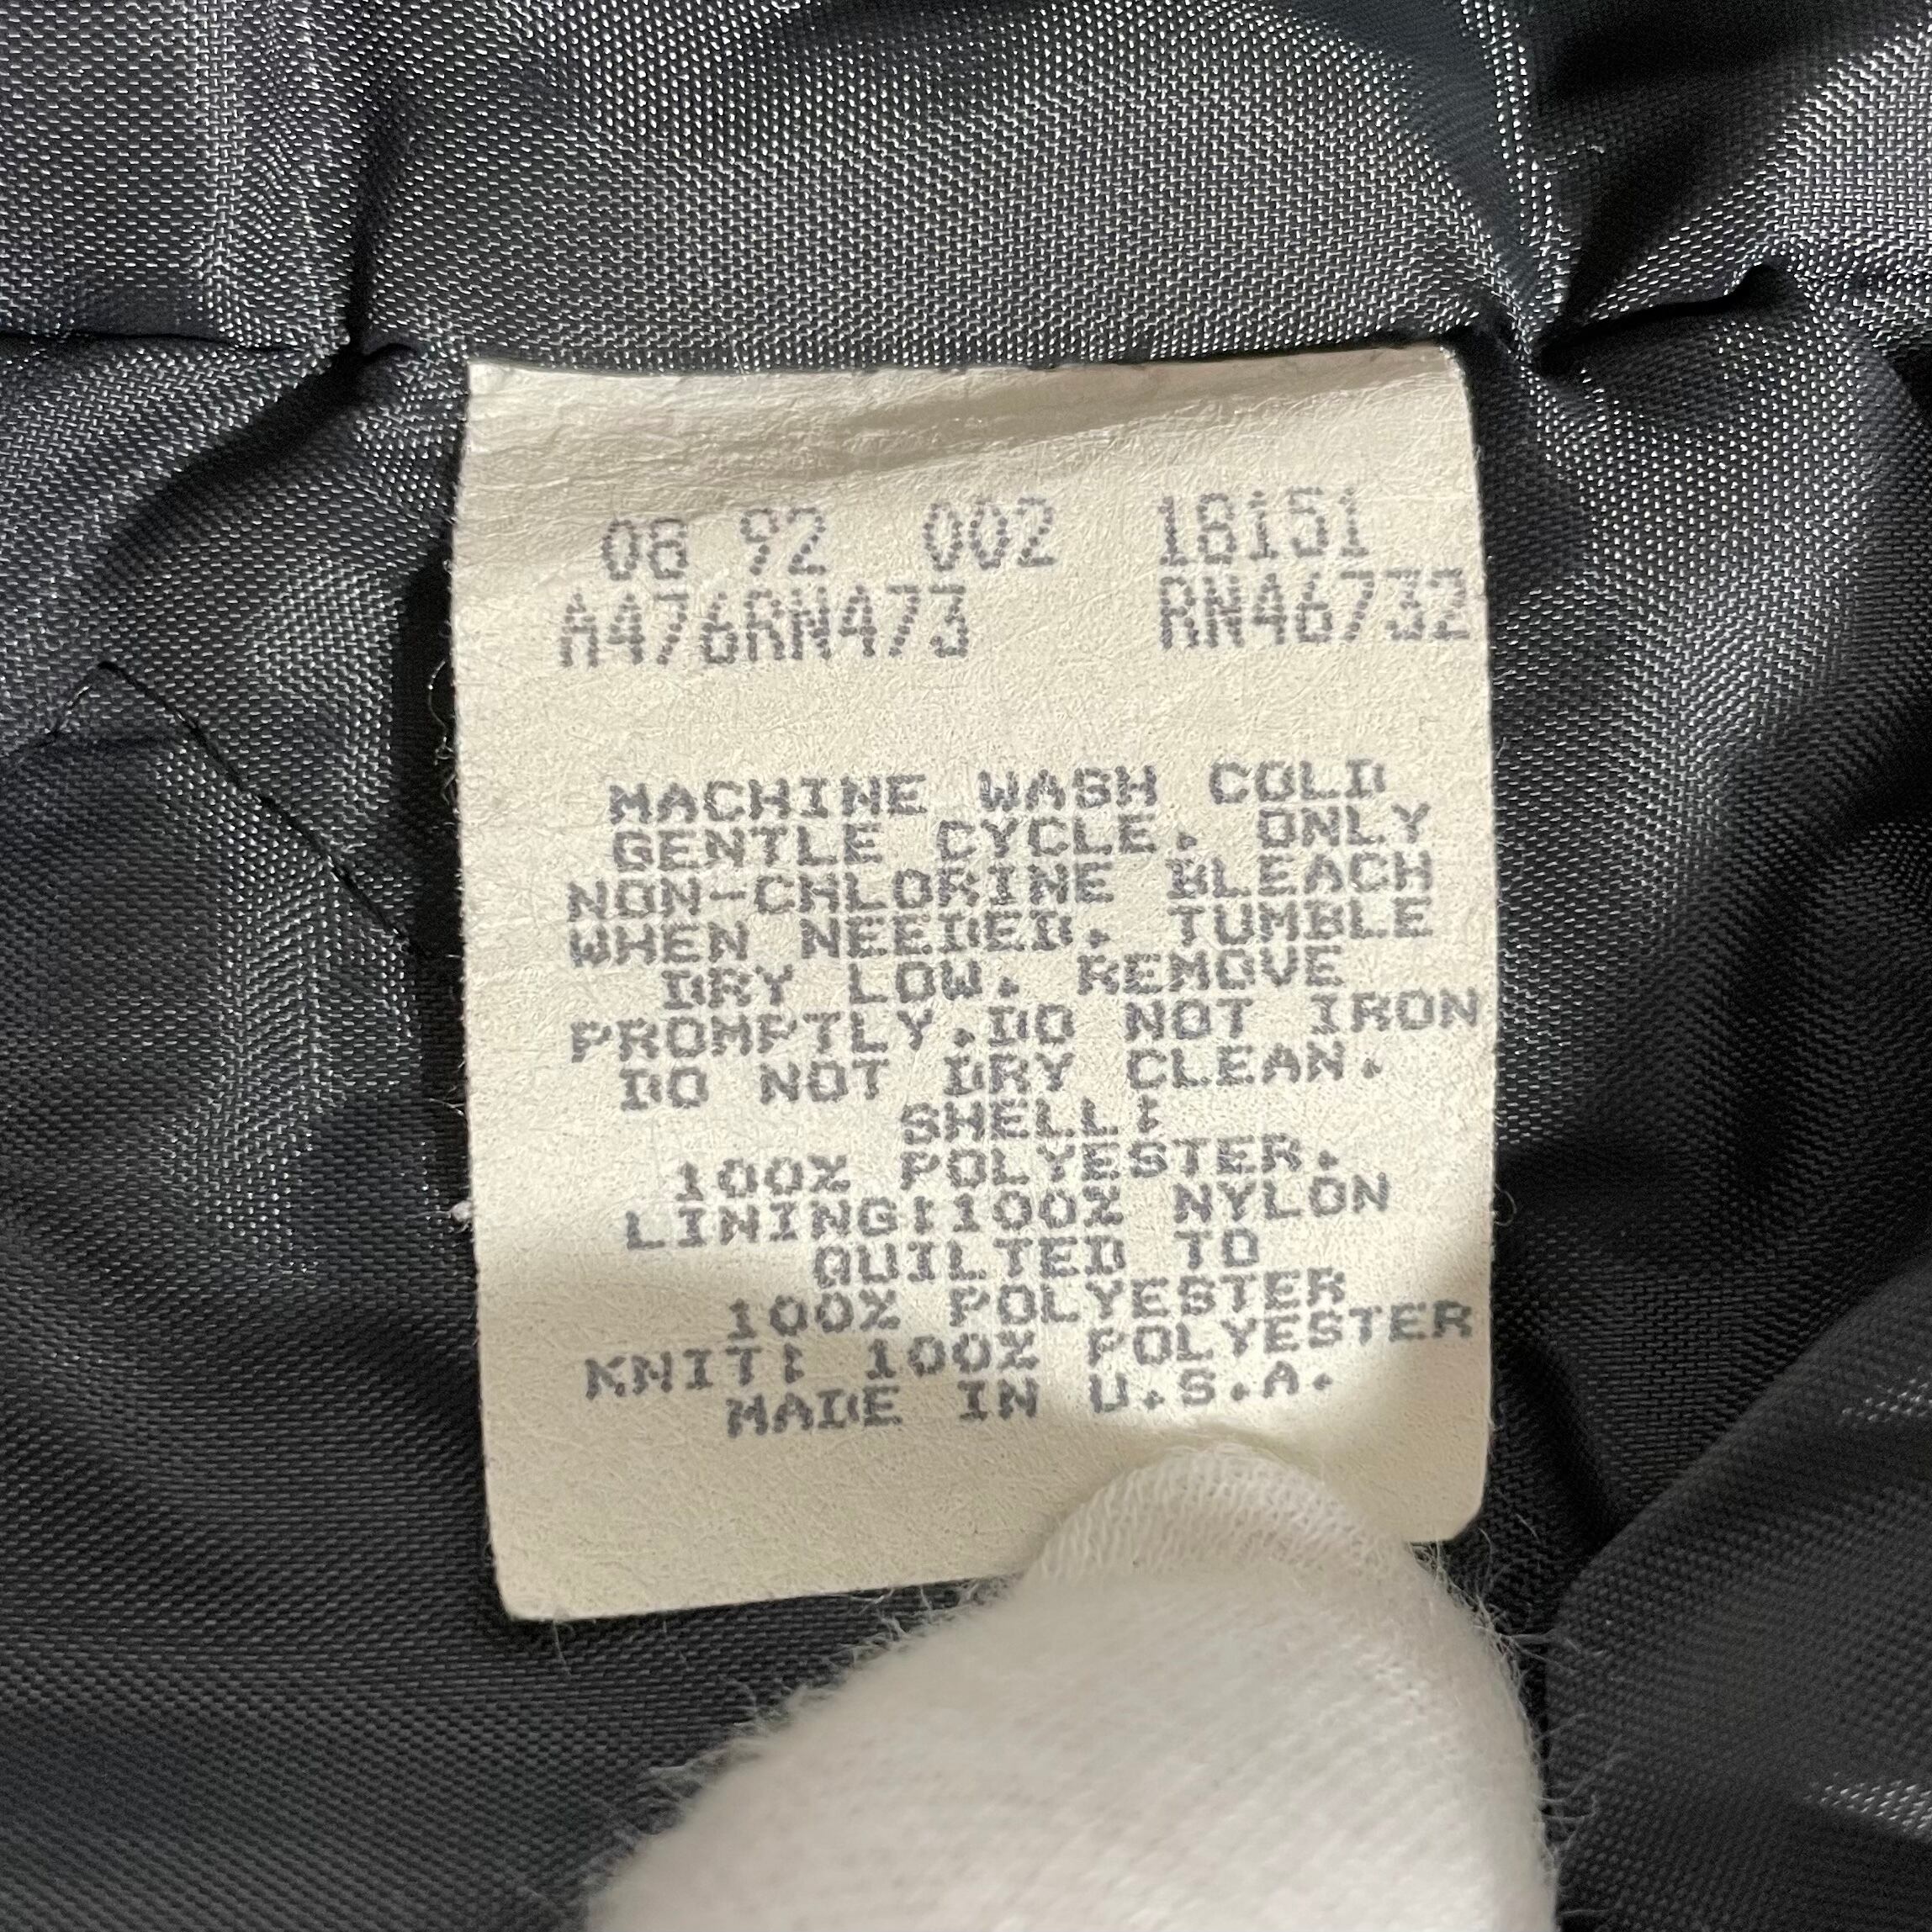 08 92 002 18151
A476RN473 RN46732
MACHINE WASH COLD
GENTLE CYCLE. ONLY
NON-CHLORINE BLEACH
WHEN NEEDED. TUMBLE
DRY LOW. REMOVE
PROMPTLY.DO NOT IRON
DO NOT DRY CLEAN.
SHELL:
100% POLYESTER.
LINING:100% NYLON
QUILTED TO
100% POLYESTER
KNIT: 100% POLYESTER
MADE IN U.S.A.